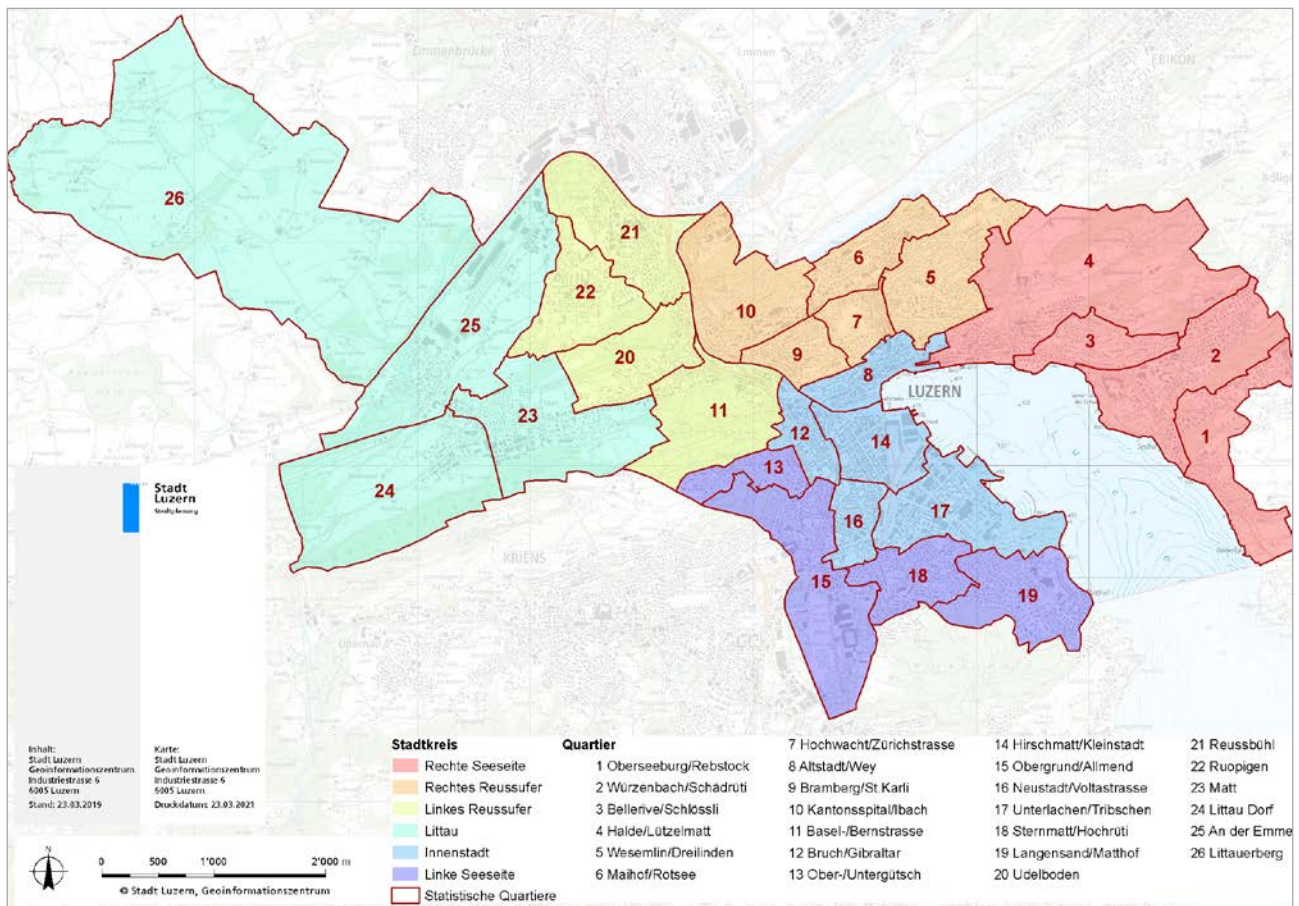 Emmenbrücke
Emmen
EBIKON
26
21
6
5
4
22
10
7
25
9
3
2
20
8
LUZERN
23
11
12
14
1
13
24
17
16
KRIENS
18
15
19
Stadt
Luzern
Stadtplanung
Inhalt:
Stadt Luzern
Geoinformationszentrum
Industriestrasse 6
6005 Luzern
Stand: 23.03.2019
Karte:
Stadt Luzern
Geoinformationszentrum
Industriestrasse 6
6005 Luzern
Druckdatum: 23.03.2021
N
0 500 1'000 2'000 m
© Stadt Luzern, Geoinformationszentrum
Stadtkreis
Rechte Seeseite
Rechtes Reussufer
Linkes Reussufer
Littau
Innenstadt
Linke Seeseite
Statistische Quartiere
Quartier
1 Oberseeburg/Rebstock
2 Würzenbach/Schädrüti
3 Bellerive/Schlössli
4 Halde/Lützelmatt
5 Wesemlin/Dreilinden
6 Maihof/Rotsee
7 Hochwacht/Zürichstrasse
8 Altstadt/Wey
9 Bramberg/St.Karli
10 Kantonsspital/Ibach
11 Basel-/Bernstrasse
12 Bruch/Gibraltar
13 Ober-/Untergütsch
14 Hirschmatt/Kleinstadt
15 Obergrund/Allmend
16 Neustadt/Voltastrasse
17 Unterlachen/Tribschen
18 Sternmatt/Hochrüti
19 Langensand/Matthof
20 Udelboden
21 Reussbühl
22 Ruopigen
23 Matt
24 Littau Dorf
25 An der Emme
26 Littauerberg